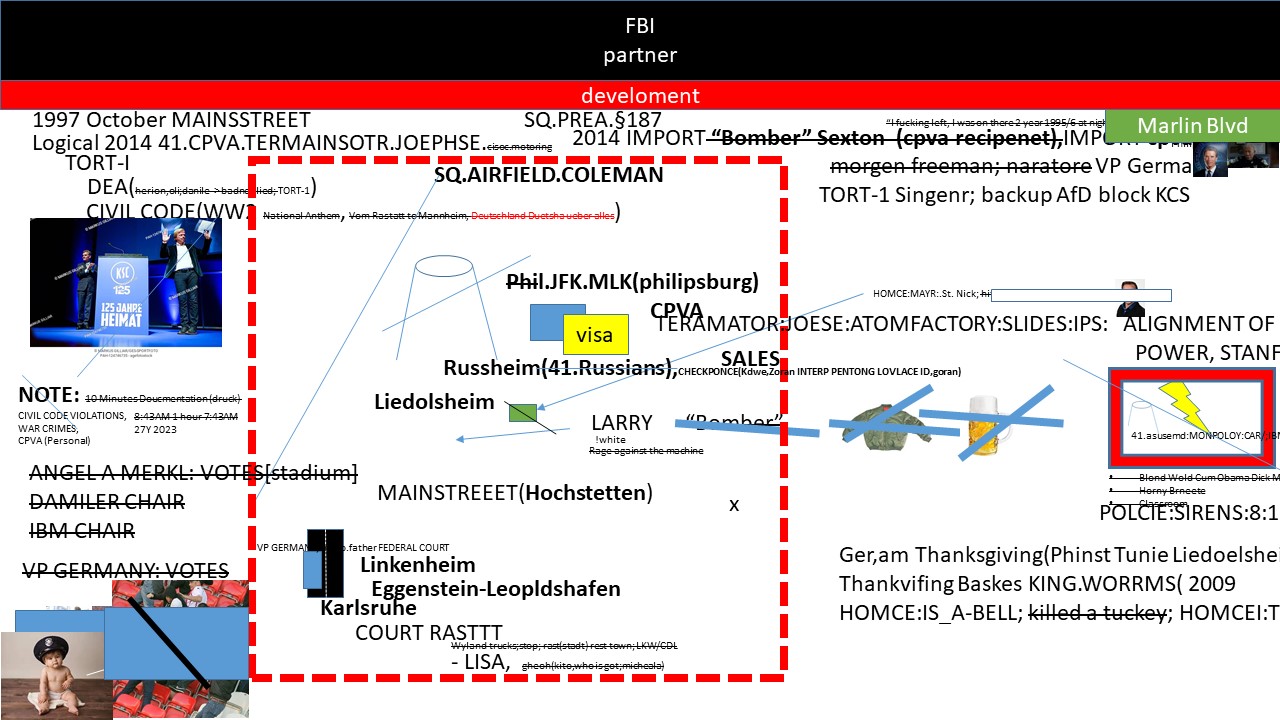 FBI
partner
develoment
1997 October MAINSSTREET
SQ.PREA.§187
"I fucking left, I was on there 2 year 1995/6 at nigh
Marlin Blvd
Logical 2014 41.CPVA.TERMAINSOTR.JOEPHSE.cisos.motoring
2014 IMPORT "Bomber" Sexton (cpva recipenet),IMPO
TORT-I
morgen freeman; naratore VP Germa
DEA(herion,oli;danile->badne lied; TORT-1)
SQ.AIRFIELD.COLEMAN
TORT-1 Singenr; backup AfD block KCS
CIVIL CODE(WW2 National Anthem, Vom Rastatt te Mannheim, Deutschland Duetsha ueber alles)
KSC
125
125 JAHRE
HEIMAT
Phil.JFK.MLK(philipsburg)
CPVA
HOMCE:MAYR:.St. Nick; hi
visa
TERAMATOR:JOESE:ATOMFACTORY:SLIDES:IPS:
ALIGNMENT OF
POWER, STANF
SALES
Russheim(41.Russians),CHECKPONCE(Kdwe,Zoran INTERP PENTONG LOVLACE ID,goran)
NOTE: 10 Minutes Doucmentation (druck)
Liedolsheim
CIVIL CODE VIOLATIONS,
8:43AM 1 hour 7:43AM
WAR CRIMES.
27Y 2023
CPVA (Personal)
LARRY
"Bomber"
!white
Rage against the machine
41.asusemd:MONPOLOY:CAR/;IBM
ANGEL A MERKL: VOTES[stadium]
Blond Wold Cum Obama Dick M
DAMILER CHAIR
MAINSTREEET(Hochstetten)
x
Horny Brneete
Classroom
IBM CHAIR
POLCIE:SIRENS:8:1
VP GERMAN
.father FEDERAL COURT
Ger,am Thanksgiving(Phinst Tunie Liedoelshei
VP GERMANY: VOTES
Linkenheim
Thankvifing Baskes KING.WORRMS( 2009
Eggenstein-Leopldshafen
Karlsruhe
HOMCE:IS_A-BELL; killed a tuckey; HOMCEI:T
COURT RASTTT
Wyland trucks;stop; rast(stadt) rest town; LKW/CDL
- LISA, gheoh(kito,who is got;micheala)